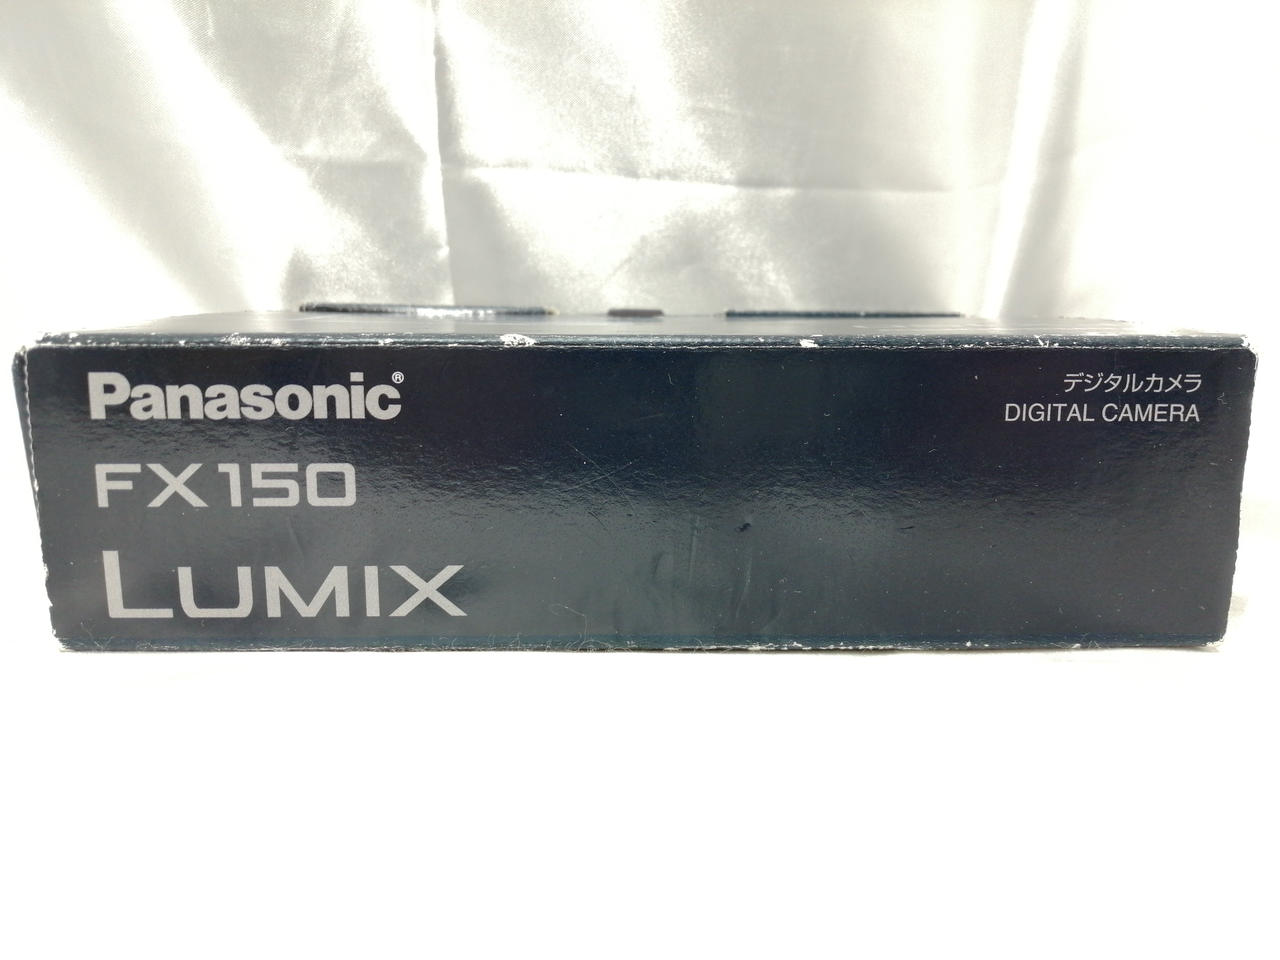 Panasonic®
FX150
LUMIX
デジタルカメラ
DIGITAL CAMERA